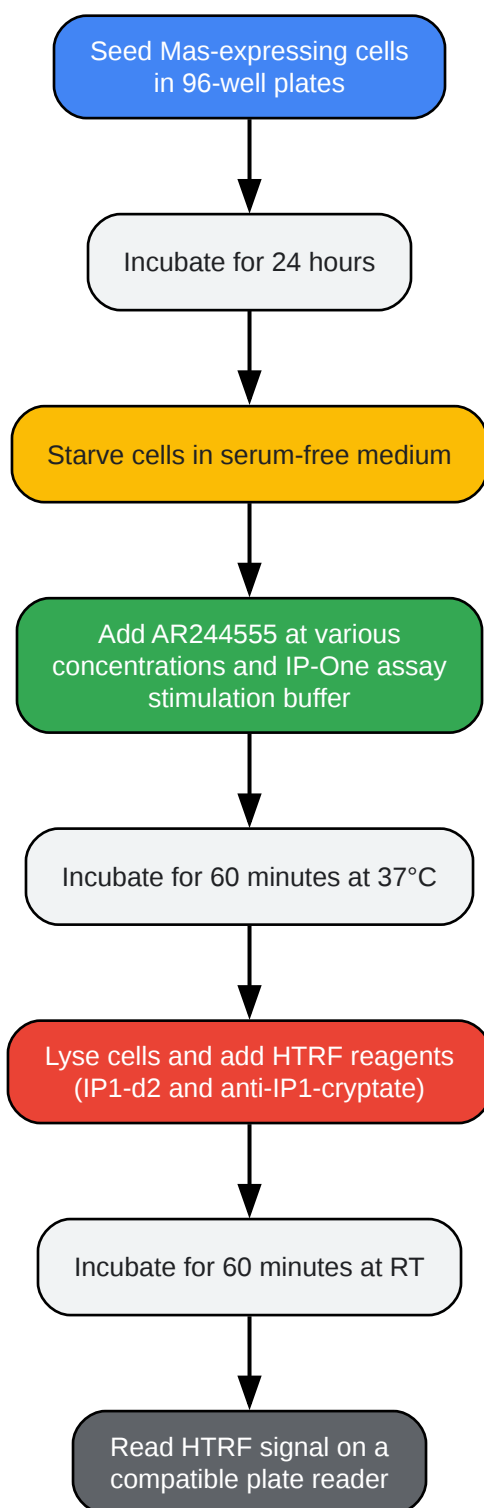 Seed Mas-expressing cells
in 96-well plates
Incubate for 24 hours
Starve cells in serum-free medium
Add AR244555 at various
concentrations and IP-One assay
stimulation buffer
Incubate for 60 minutes at 37°C
Lyse cells and add HTRF reagents
(IP1-d2 and anti-IP1-cryptate)
Incubate for 60 minutes at RT
Read HTRF signal on a
compatible plate reader